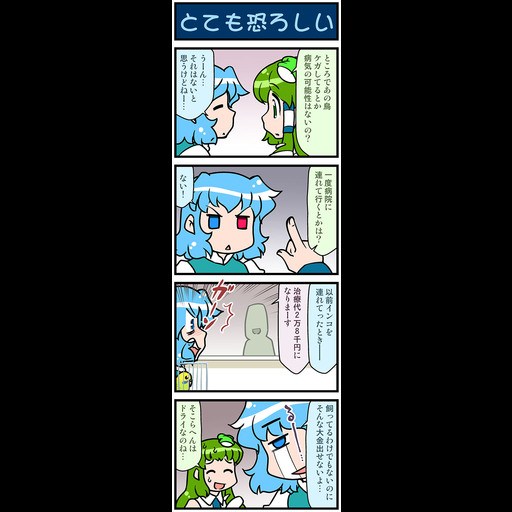 とても恐ろしい
ところであの鳥
ケガしてるとか
病気の可能性はないの?
うーん…
それはないと
思うけどねー…
一度病院に
連れて行くとかは?
ない!
以前インコを
連れてったとき――
治療代2万8千円に
なりまーす
ガーン
飼ってるわけでもないのに
そんな大金出せないよ…
そこらへんは
ドライなのね…